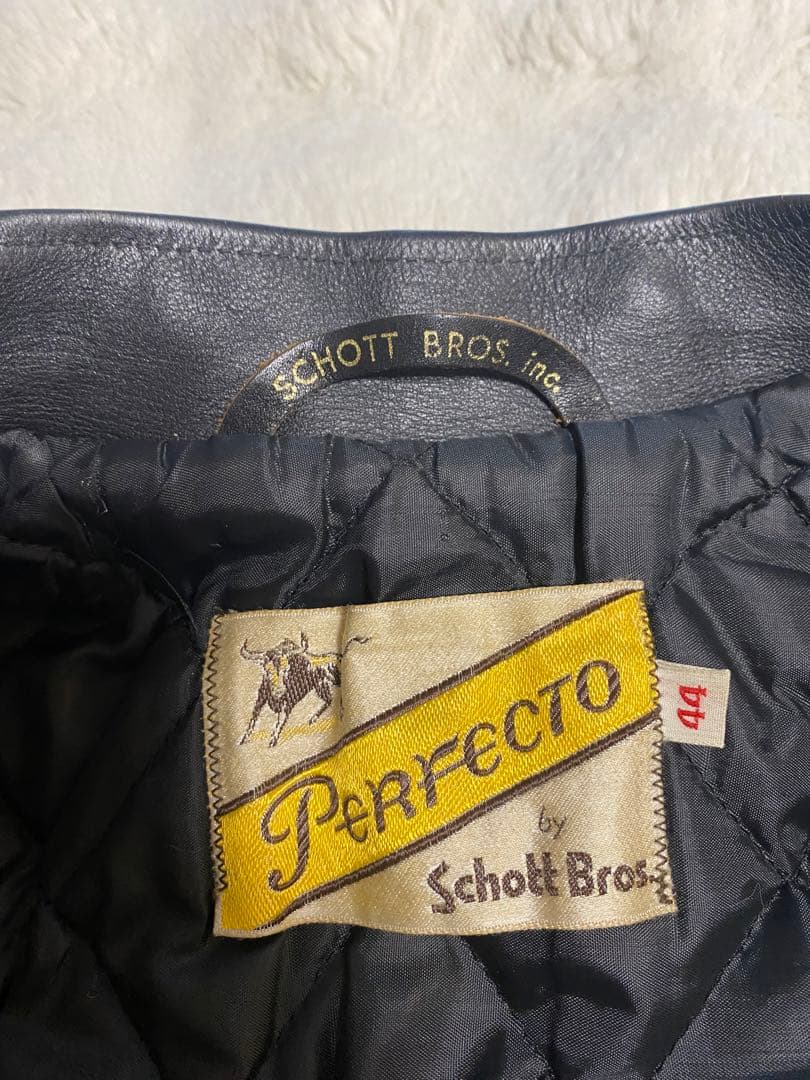 SCHOTT BROS. inc.
PERFECTO
by
Schott Bros.
44